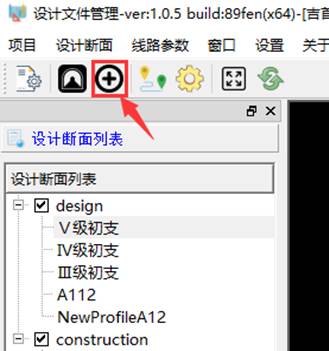 设计文件管理-ver:1.0.5 build:89fen(x64)-[吉首
项目 设计断面 线路参数 窗口 设置 关于
设计断面列表
设计断面列表
design
Ⅴ级初支
Ⅳ级初支
Ⅲ级初支
A112
NewProfileA12
construction